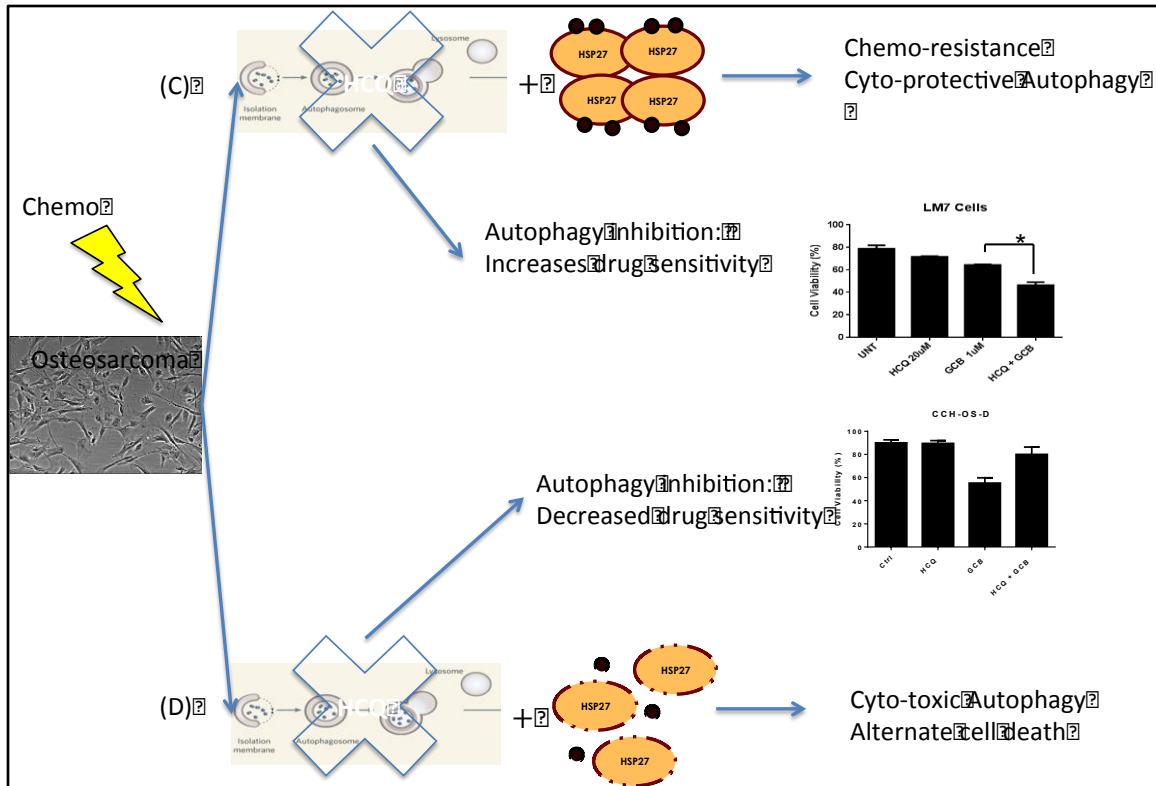 (C)
Isolation
membrane
Autophagosome
Lysosome
HCQ
+
HSP27
HSP27
HSP27
HSP27
Chemo-resistance
Cyto-protective Autophagy
Chemo
Autophagy inhibition:
Increases drug sensitivity
LM7 Cells
Cell Viability (%)
100
80
60
40
20
0
UNT
HCQ 20uM
GCB 1uM
HCQ + GCB
*
Osteosarcoma
Autophagy inhibition:
Decreased drug sensitivity
CCH-OS-D
Cell Viability (%)
100
80
60
40
20
0
Ctrl
HCQ
GCB
HCQ + GCB
(D)
Isolation
membrane
Autophagosome
Lysosome
HCQ
+
HSP27
HSP27
HSP27
Cyto-toxic Autophagy
Alternate cell death